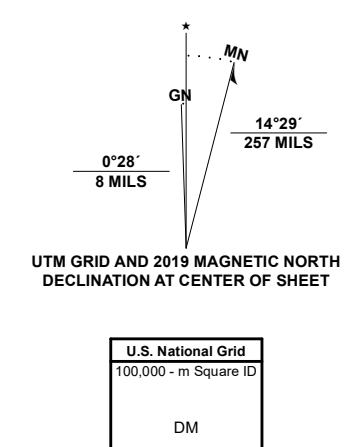 ★
MN
GN
14°29´
257 MILS
0°28´
8 MILS
UTM GRID AND 2019 MAGNETIC NORTH
DECLINATION AT CENTER OF SHEET
U.S. National Grid
100,000 - m Square ID
DM